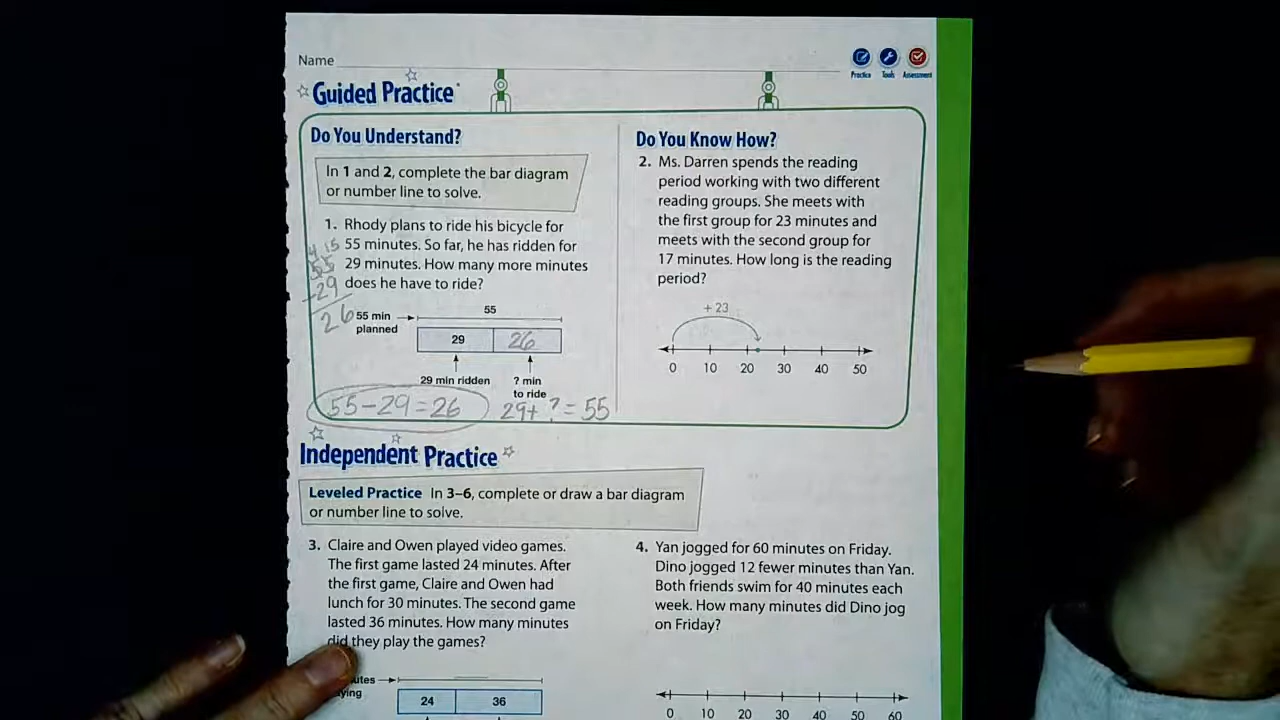 Name
Practice Tools Assessment
Guided Practice
Do You Understand?
In 1 and 2, complete the bar diagram
or number line to solve.
1. Rhody plans to ride his bicycle for
55 minutes. So far, he has ridden for
29 minutes. How many more minutes
does he have to ride?
4 15
55
-29
26
55 min
planned
55
29
26
29 min ridden
? min
to ride
55-29=26
29+?=55
Do You Know How?
2. Ms. Darren spends the reading
period working with two different
reading groups. She meets with
the first group for 23 minutes and
meets with the second group for
17 minutes. How long is the reading
period?
+ 23
0 10 20 30 40 50
Independent Practice
Leveled Practice In 3–6, complete or draw a bar diagram
or number line to solve.
3. Claire and Owen played video games.
The first game lasted 24 minutes. After
the first game, Claire and Owen had
lunch for 30 minutes. The second game
lasted 36 minutes. How many minutes
did they play the games?
24 36
4. Yan jogged for 60 minutes on Friday.
Dino jogged 12 fewer minutes than Yan.
Both friends swim for 40 minutes each
week. How many minutes did Dino jog
on Friday?
0 10 20 30 40 50 60